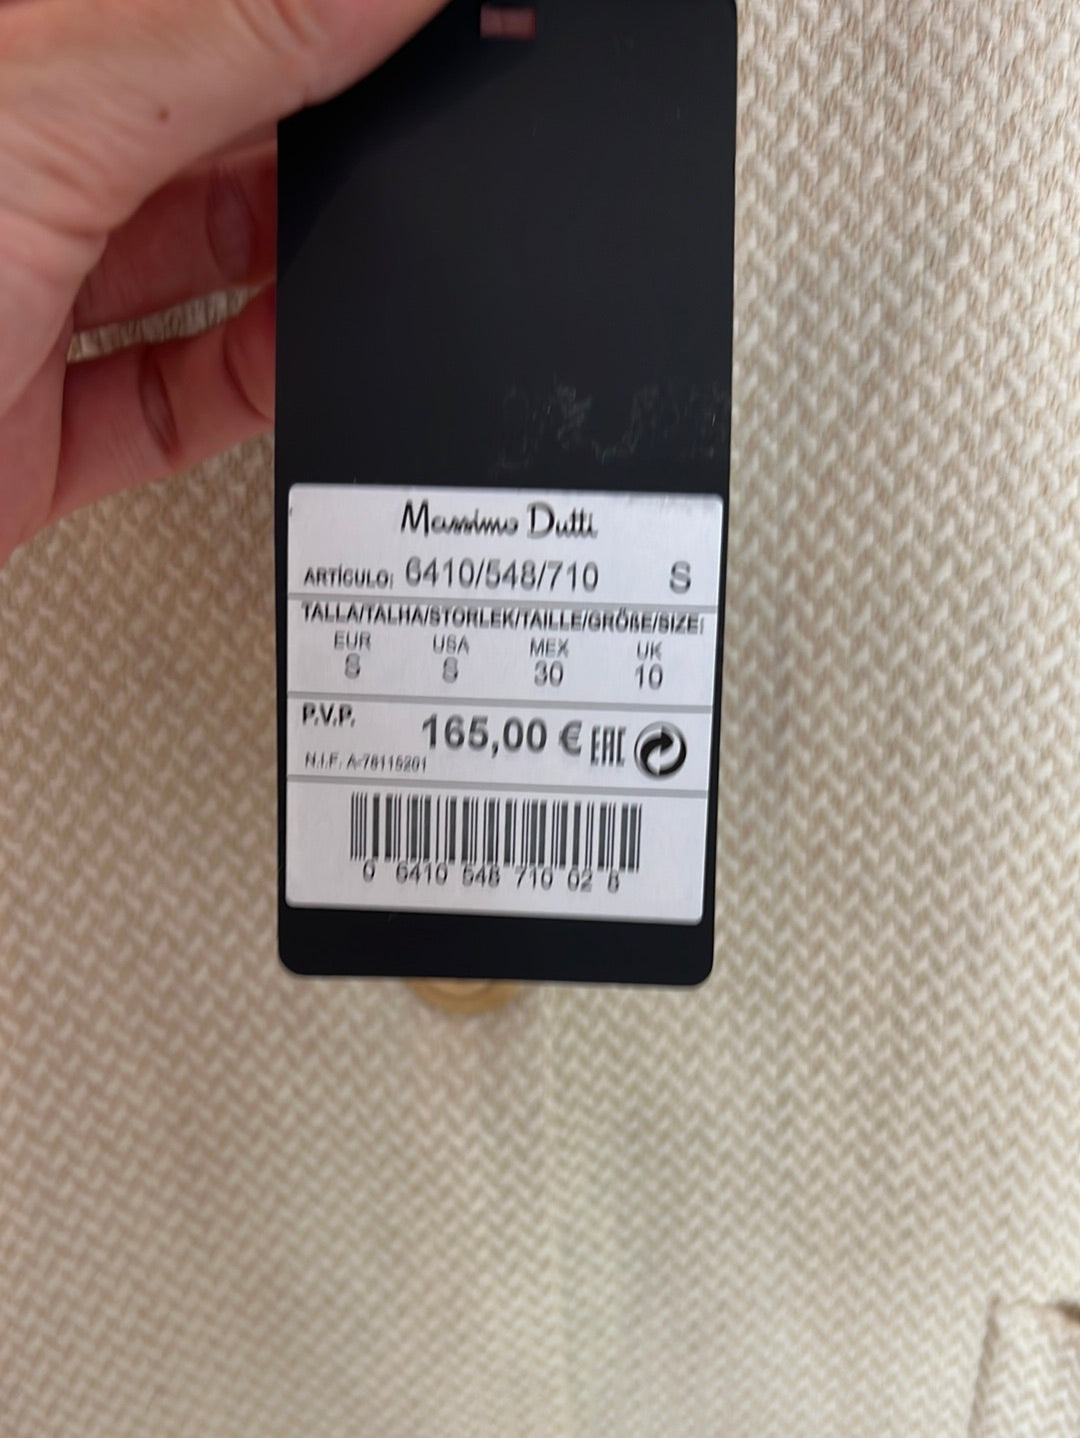 Massimo Dutti
ARTÍCULO: 6410/548/710 S
TALLA/TALHA/STORLEK/TAILLE/GRÖßE/SIZE:
EUR USA MEX UK
S S 30 10
P.V.P. 165,00 € EAC
N.I.F. A-78115201
0 6410 548 710 02 8